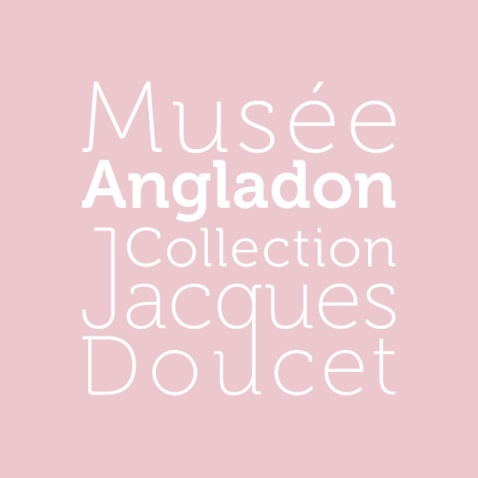 Musée
Angladon
Collection
Jacques
Doucet